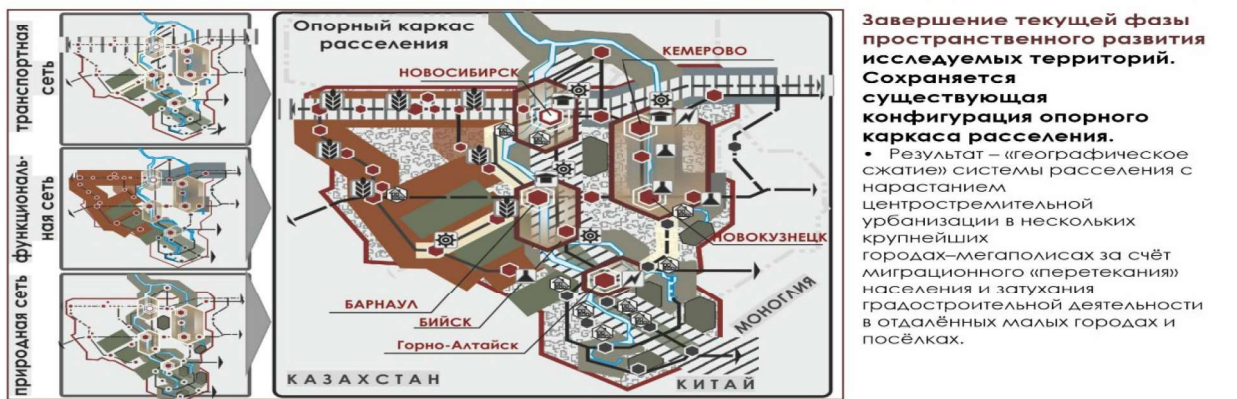 транспортная
сеть
функциональ-
ная сеть
природная сеть
Опорный каркас
расселения
КЕМЕРОВО
НОВОСИБИРСК
НОВОКУЗНЕЦК
БАРНАУЛ
БИЙСК
Горно-Алтайск
МОНОГЛИЯ
КАЗАХСТАН
КИТАЙ
Завершение текущей фазы
пространственного развития
исследуемых территорий.
Сохраняется
существующая
конфигурация опорного
каркаса расселения.
• Результат – «географическое
сжатие» системы расселения с
нарастанием
центростремительной
урбанизации в нескольких
крупнейших
городах–мегаполисах за счёт
миграционного «перетекания»
населения и затухания
градостроительной деятельности
в отдалённых малых городах и
посёлках.